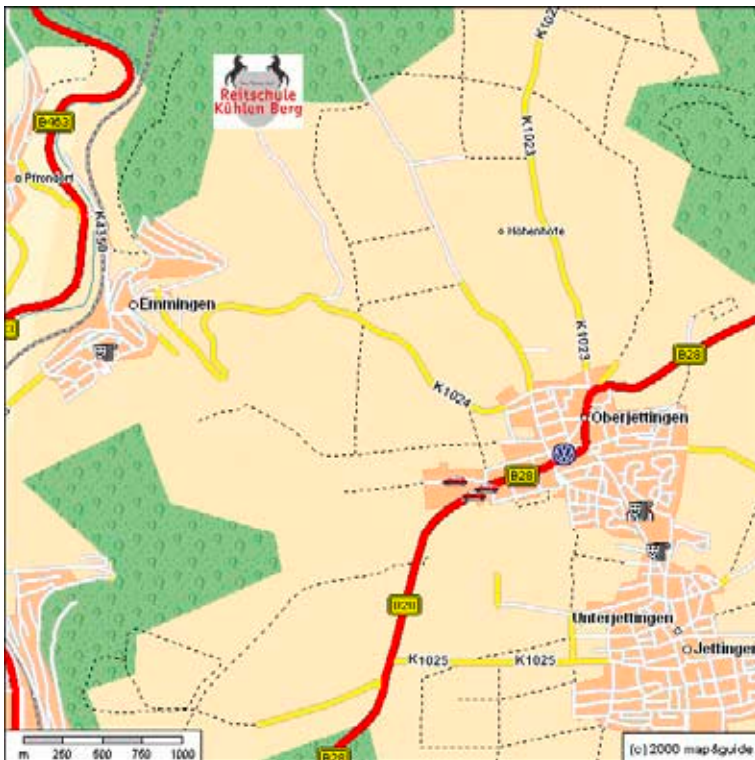 K1023
B463
Reitschule
Kühlen Berg
K1023
Pfrondorf
K4350
Höhenhöfe
Emmingen
K1023
B28
K1024
Oberjettingen
B28
B28
Unterjettingen
K1025
K1025
Jettingen
m 250 500 750 1000
B28
(c) 2000 map&guide